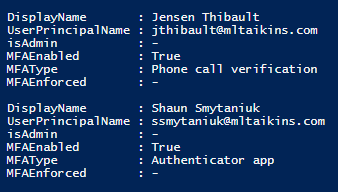 DisplayName : Jensen Thibault
UserPrincipalName : jthibault@mltaikins.com
isAdmin : -
MFAEnabled : True
MFAType : Phone call verification
MFAEnforced : -
DisplayName : Shaun Smytaniuk
UserPrincipalName : ssmytaniuk@mltaikins.com
isAdmin : -
MFAEnabled : True
MFAType : Authenticator app
MFAEnforced : -